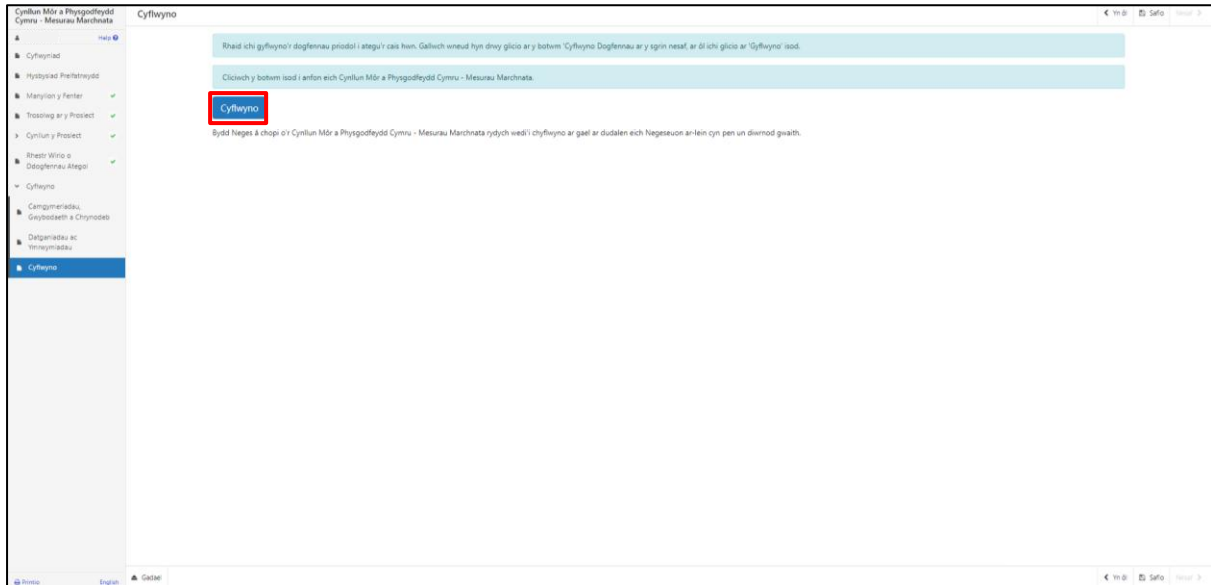 Cynllun Môr a Physgodfeydd
Cymru - Mesurau Marchnata
Cyflwyno
Yn ôl
Safio
Nesaf
Help
Cyflwyniad
Hysbysiad Preifatrwydd
Manylion y Fenter
Trosolwg ar y Prosiect
Cynllun y Prosiect
Rhestr Wirio o
Ddogfennau Ategol
Cyflwyno
Camgymeriadau,
Gwybodaeth a Chrynodeb
Datganiadau ac
Ymrwymiadau
Cyflwyno
Rhaid ichi gyflwyno'r dogfennau priodol i ategu'r cais hwn. Gallwch wneud hyn drwy glicio ar y botwm 'Cyflwyno Dogfennau ar y sgrin nesaf, ar ôl ichi glicio ar 'Gyflwyno' isod.
Cliciwch y botwm isod i anfon eich Cynllun Môr a Physgodfeydd Cymru - Mesurau Marchnata.
Cyflwyno
Bydd Neges â chopi o'r Cynllun Môr a Physgodfeydd Cymru - Mesurau Marchnata rydych wedi'i chyflwyno ar gael ar dudalen eich Negeseuon ar-lein cyn pen un diwrnod gwaith.
Printio
English
Gadael
Yn ôl
Safio
Nesaf